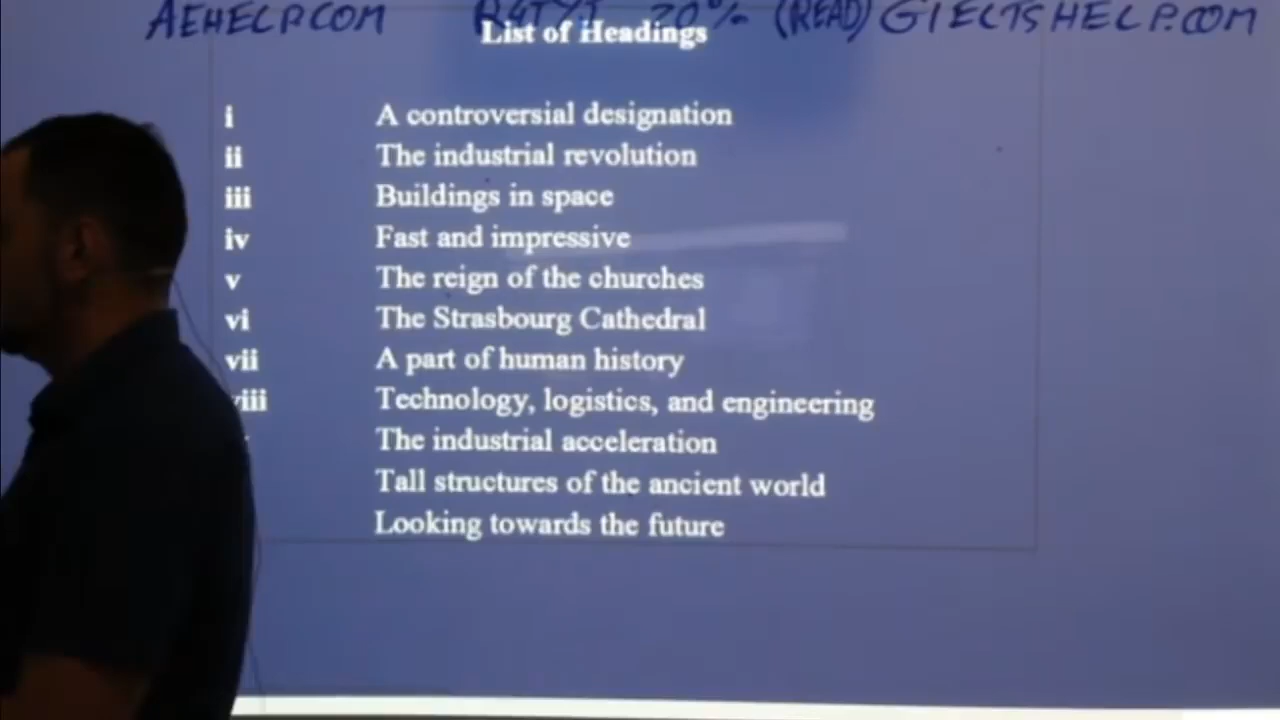 AEHELP.COM 20% (READ) GIELTSHELP.COM
List of Headings
i A controversial designation
ii The industrial revolution
iii Buildings in space
iv Fast and impressive
v The reign of the churches
vi The Strasbourg Cathedral
vii A part of human history
viii Technology, logistics, and engineering
The industrial acceleration
Tall structures of the ancient world
Looking towards the future